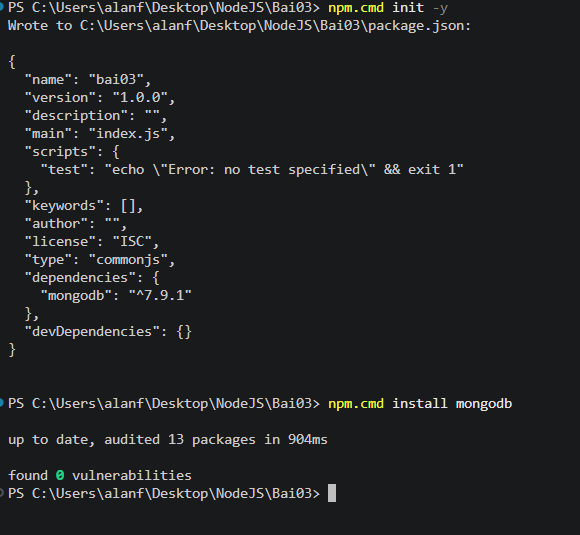 PS C:\Users\alanf\Desktop\NodeJS\Bai03> npm.cmd init -y
Wrote to C:\Users\alanf\Desktop\NodeJS\Bai03\package.json:
{
  "name": "bai03",
  "version": "1.0.0",
  "description": "",
  "main": "index.js",
  "scripts": {
    "test": "echo \"Error: no test specified\" && exit 1"
  },
  "keywords": [],
  "author": "",
  "license": "ISC",
  "type": "commonjs",
  "dependencies": {
    "mongodb": "^7.9.1"
  },
  "devDependencies": {}
}
PS C:\Users\alanf\Desktop\NodeJS\Bai03> npm.cmd install mongodb
up to date, audited 13 packages in 904ms
found 0 vulnerabilities
PS C:\Users\alanf\Desktop\NodeJS\Bai03>